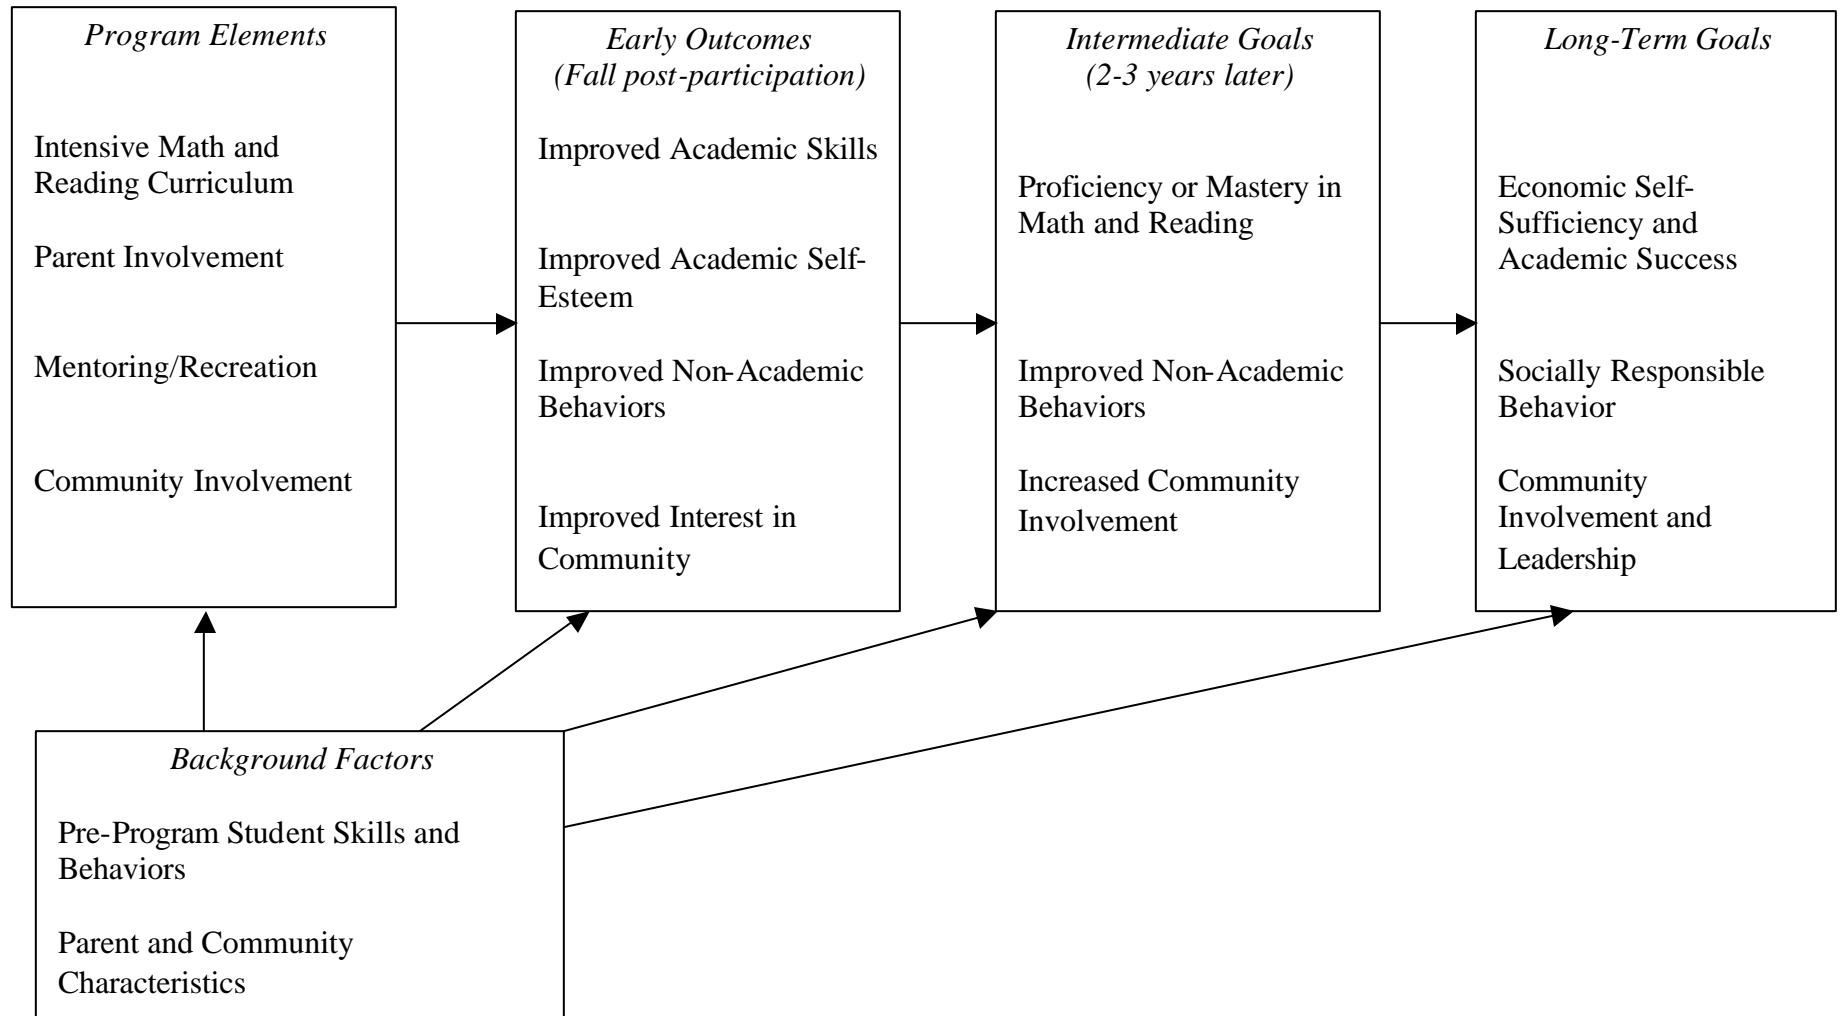 Program Elements
Intensive Math and
Reading Curriculum
Parent Involvement
Mentoring/Recreation
Community Involvement
Early Outcomes
(Fall post-participation)
Improved Academic Skills
Improved Academic Self-
Esteem
Improved Non-Academic
Behaviors
Improved Interest in
Community
Intermediate Goals
(2-3 years later)
Proficiency or Mastery in
Math and Reading
Improved Non-Academic
Behaviors
Increased Community
Involvement
Long-Term Goals
Economic Self-
Sufficiency and
Academic Success
Socially Responsible
Behavior
Community
Involvement and
Leadership
Background Factors
Pre-Program Student Skills and
Behaviors
Parent and Community
Characteristics